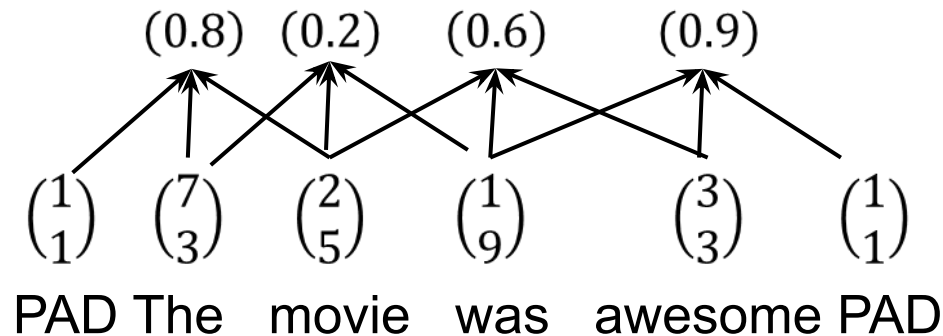 (0.8) (0.2) (0.6) (0.9)
(1 1) (7 3) (2 5) (1 9) (3 3) (1 1)
PAD The movie was awesome PAD